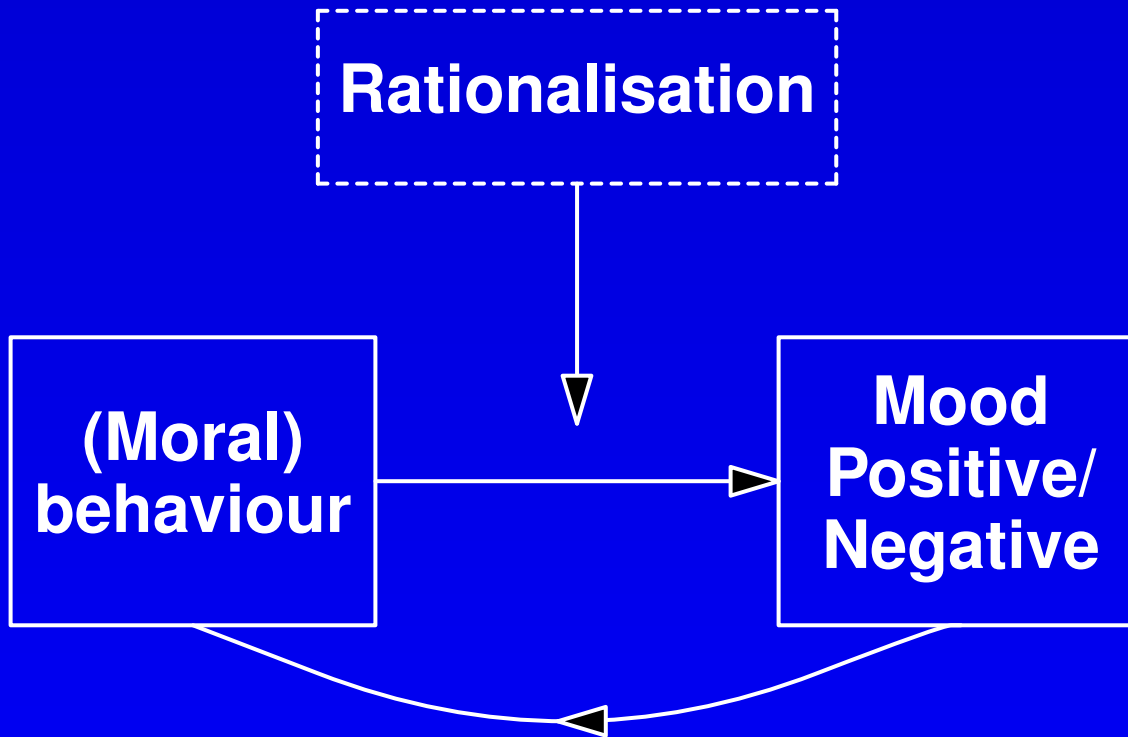 Rationalisation
(Moral)
behaviour
Mood
Positive/
Negative